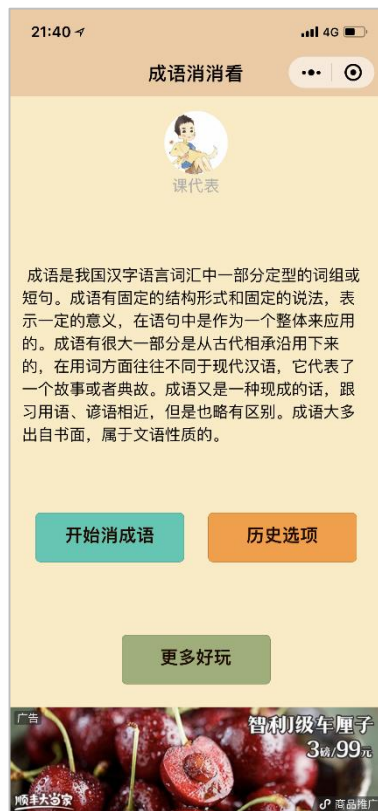 21:40
4G
成语消消看
课代表
成语是我国汉字语言词汇中一部分定型的词组或
短句。成语有固定的结构形式和固定的说法，表
示一定的意义，在语句中是作为一个整体来应用
的。成语有很大一部分是从古代相承沿用下来
的，在用词方面往往不同于现代汉语，它代表了
一个故事或者典故。成语又是一种现成的话，跟
习用语、谚语相近，但是也略有区别。成语大多
出自书面，属于文语性质的。
开始消成语
历史选项
更多好玩
广告
智利J级车厘子
3磅/99元
顺丰大当家
商品推广